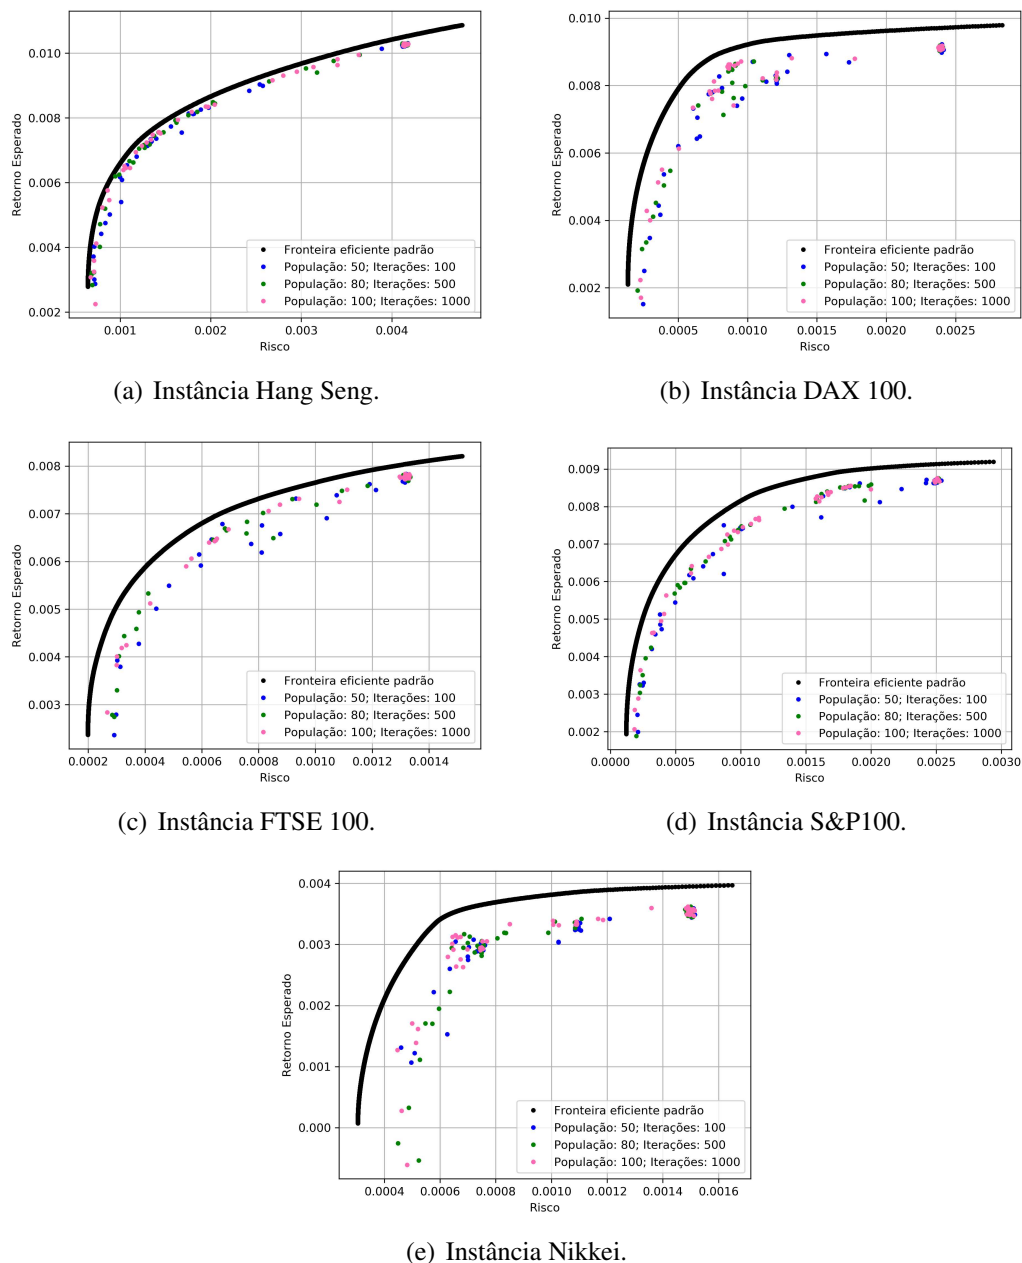 0.010
0.008
0.006
0.004
0.002
Retorno Esperado
Fronteira eficiente padrão
População: 50; Iterações: 100
População: 80; Iterações: 500
População: 100; Iterações: 1000
0.001 0.002 0.003 0.004
Risco
(a) Instância Hang Seng.
0.010
0.008
0.006
0.004
0.002
Retorno Esperado
Fronteira eficiente padrão
População: 50; Iterações: 100
População: 80; Iterações: 500
População: 100; Iterações: 1000
0.0005 0.0010 0.0015 0.0020 0.0025
Risco
(b) Instância DAX 100.
0.008
0.007
0.006
0.005
0.004
0.003
Retorno Esperado
Fronteira eficiente padrão
População: 50; Iterações: 100
População: 80; Iterações: 500
População: 100; Iterações: 1000
0.0002 0.0004 0.0006 0.0008 0.0010 0.0012 0.0014
Risco
(c) Instância FTSE 100.
0.009
0.008
0.007
0.006
0.005
0.004
0.003
0.002
Retorno Esperado
Fronteira eficiente padrão
População: 50; Iterações: 100
População: 80; Iterações: 500
População: 100; Iterações: 1000
0.0000 0.0005 0.0010 0.0015 0.0020 0.0025 0.0030
Risco
(d) Instância S&P100.
0.004
0.003
0.002
0.001
0.000
Retorno Esperado
Fronteira eficiente padrão
População: 50; Iterações: 100
População: 80; Iterações: 500
População: 100; Iterações: 1000
0.0004 0.0006 0.0008 0.0010 0.0012 0.0014 0.0016
Risco
(e) Instância Nikkei.